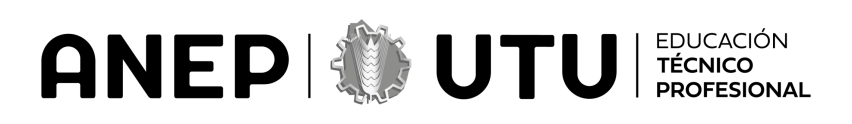 ANEP UTU EDUCACIÓN
TÉCNICO
PROFESIONAL